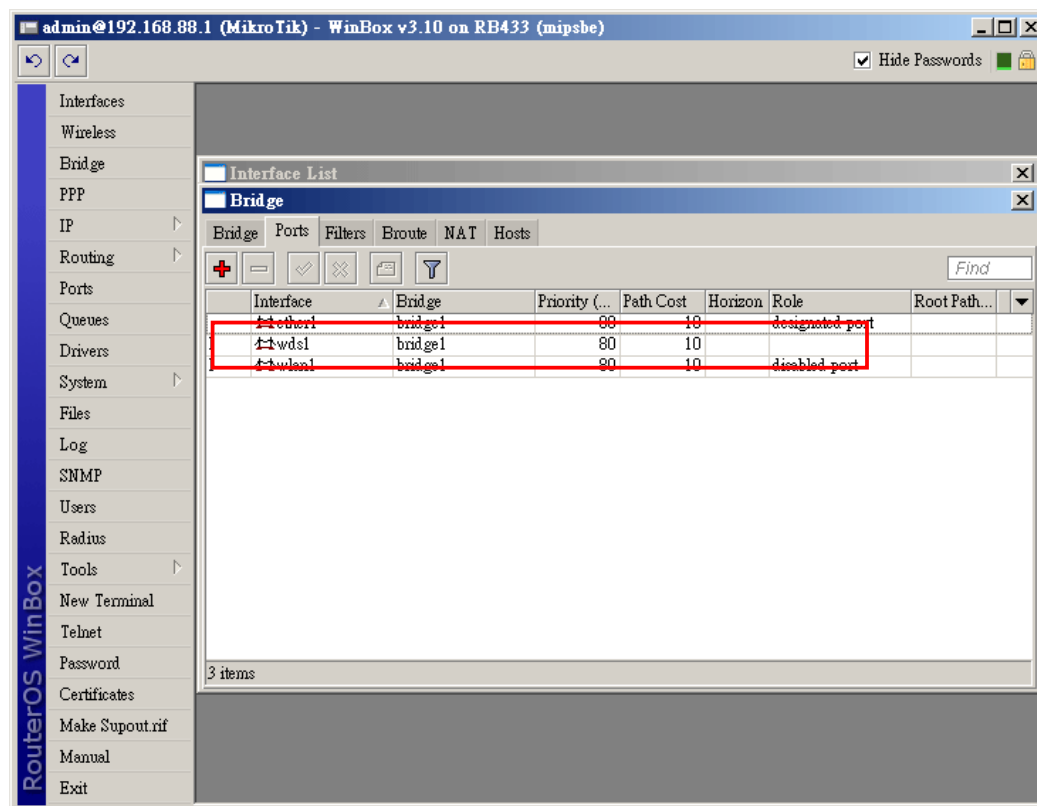 admin@192.168.88.1 (MikroTik) - WinBox v3.10 on RB433 (mipsbe)
Hide Passwords
Interfaces
Wireless
Bridge
PPP
IP
Routing
Ports
Queues
Drivers
System
Files
Log
SNMP
Users
Radius
Tools
New Terminal
Telnet
Password
Certificates
Make Supout.rif
Manual
Exit
RouterOS WinBox
Interface List
Bridge
Bridge Ports Filters Broute NAT Hosts
Find
Interface Bridge Priority (... Path Cost Horizon Role Root Path...
ether1 bridge1 80 10 designated port
wds1 bridge1 80 10
wlan1 bridge1 80 10 disabled port
3 items